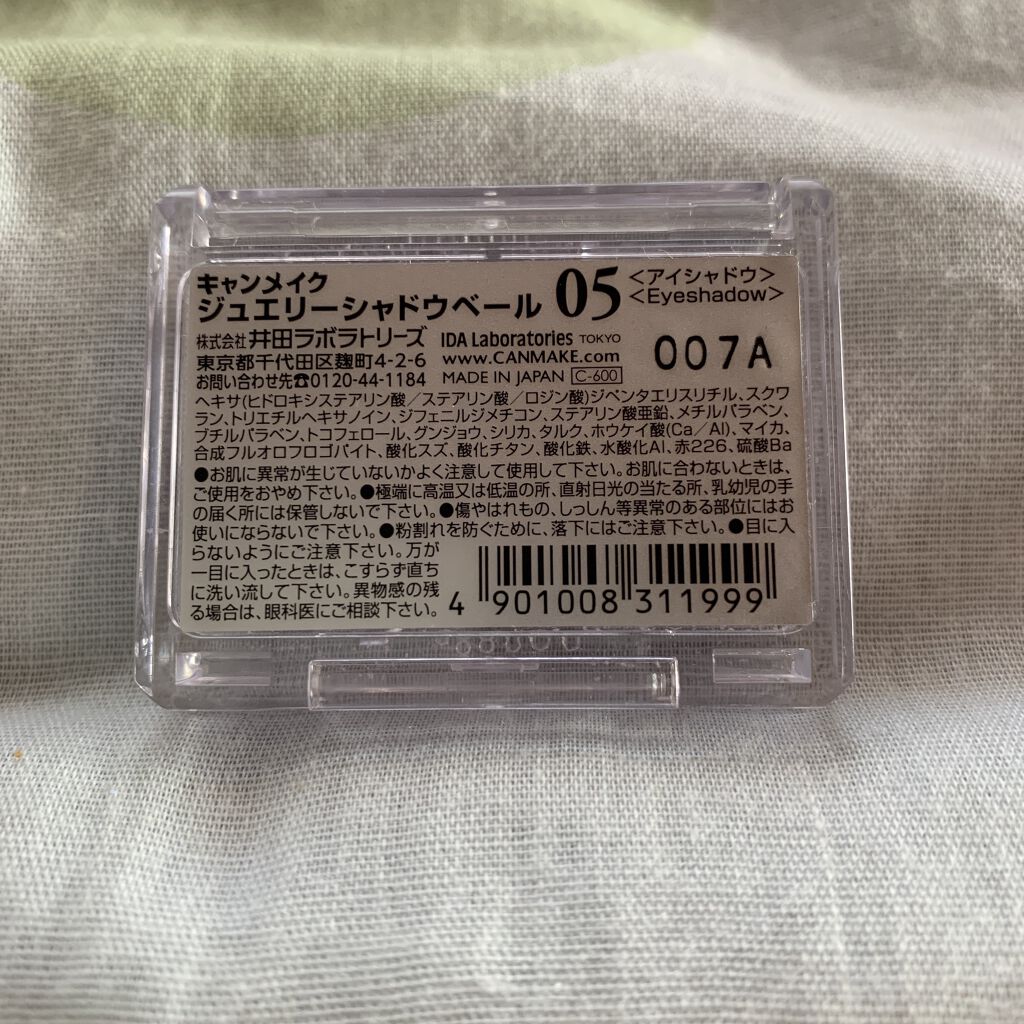 キャンメイク
ジュエリーシャドウベール 05 <アイシャドウ>
<Eyeshadow>
株式会社 井田ラボラトリーズ IDA Laboratories TOKYO
東京都千代田区麹町4-2-6 www.CANMAKE.com 007A
お問い合わせ先☎0120-44-1184 MADE IN JAPAN C-600
ヘキサ(ヒドロキシステアリン酸/ステアリン酸/ロジン酸)ジペンタエリスリチル、スクワ
ラン、トリエチルヘキサノイン、ジフェニルジメチコン、ステアリン酸亜鉛、メチルパラベン、
ブチルパラベン、トコフェロール、グンジョウ、シリカ、タルク、ホウケイ酸(Ca/Al)、マイカ、
合成フルオロフロゴパイト、酸化スズ、酸化チタン、酸化鉄、水酸化Al、赤226、硫酸Ba
●お肌に異常が生じていないかよく注意して使用して下さい。お肌に合わないときは、
ご使用をおやめ下さい。●極端に高温又は低温の所、直射日光の当たる所、乳幼児の手
の届く所には保管しないで下さい。●傷やはれもの、しっしん等異常のある部位にはお
使いにならないで下さい。●粉割れを防ぐために、落下にはご注意下さい。●目に入
らないようにご注意下さい。万が
一目に入ったときは、こすらず直ち
に洗い流して下さい。異物感の残
る場合は、眼科医にご相談下さい。
4 901008 311999